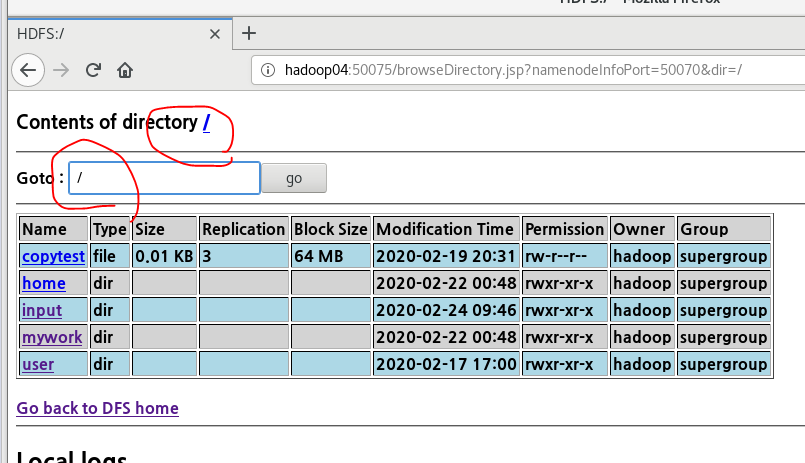 HDFS:/ - Mozilla Firefox
HDFS:/
hadoop04:50075/browseDirectory.jsp?namenodeInfoPort=50070&dir=/
Contents of directory /
Goto : / go
Name Type Size Replication Block Size Modification Time Permission Owner Group
copytest file 0.01 KB 3 64 MB 2020-02-19 20:31 rw-r--r-- hadoop supergroup
home dir 2020-02-22 00:48 rwxr-xr-x hadoop supergroup
input dir 2020-02-24 09:46 rwxr-xr-x hadoop supergroup
mywork dir 2020-02-22 00:48 rwxr-xr-x hadoop supergroup
user dir 2020-02-17 17:00 rwxr-xr-x hadoop supergroup
Go back to DFS home
Local logs